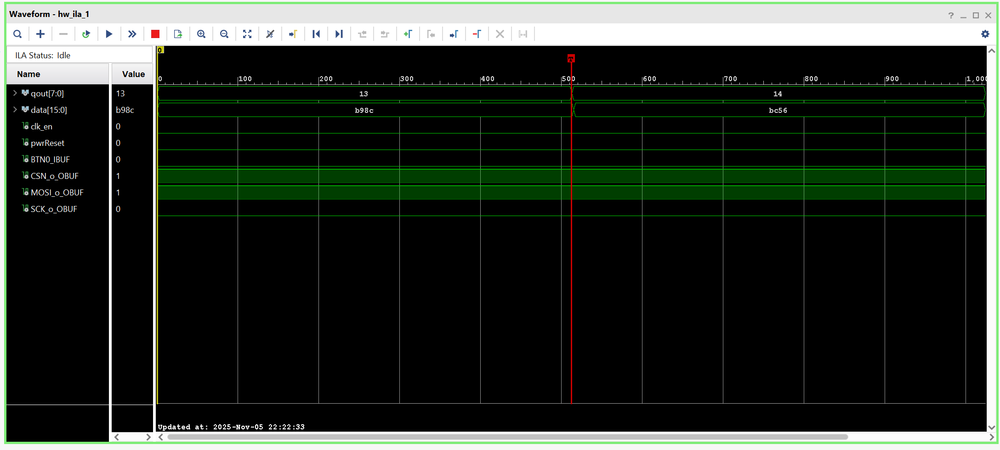 Waveform - hw_ila_1
?
ILA Status: Idle
0
T
Name Value
0 100 200 300 400 500 600 700 800 900 1,000
qout[7:0] 13 13 14
data[15:0] b98c b98c bc56
clk_en 0
pwrReset 0
BTN0_IBUF 0
CSN_o_OBUF 1
MOSI_o_OBUF 1
SCK_o_OBUF 0
Updated at: 2025-Nov-05 22:22:33